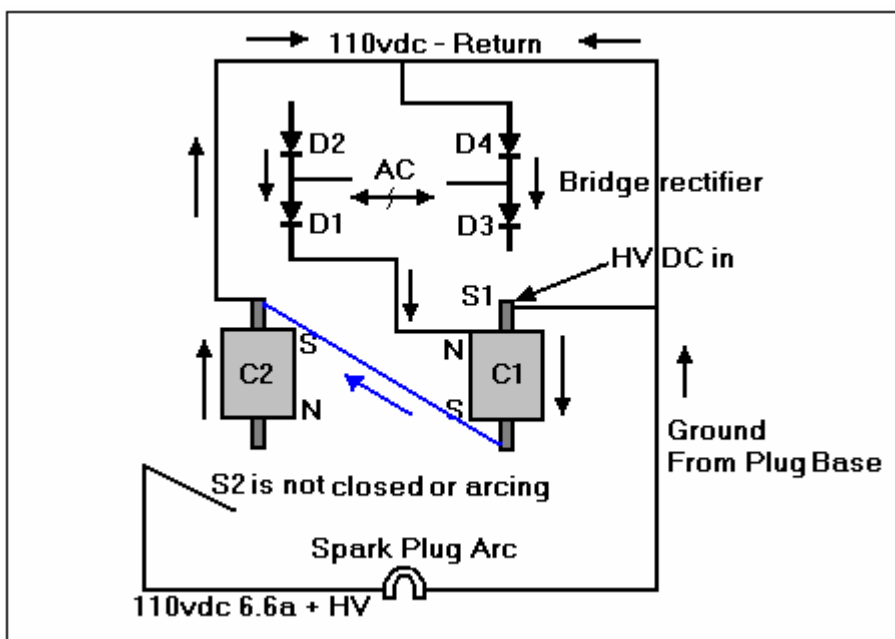 110vdc - Return
D2
D4
AC
Bridge rectifier
D1
D3
HV DC in
S1
S
N
C2
C1
N
S
Ground
From Plug Base
S2 is not closed or arcing
Spark Plug Arc
110vdc 6.6a + HV